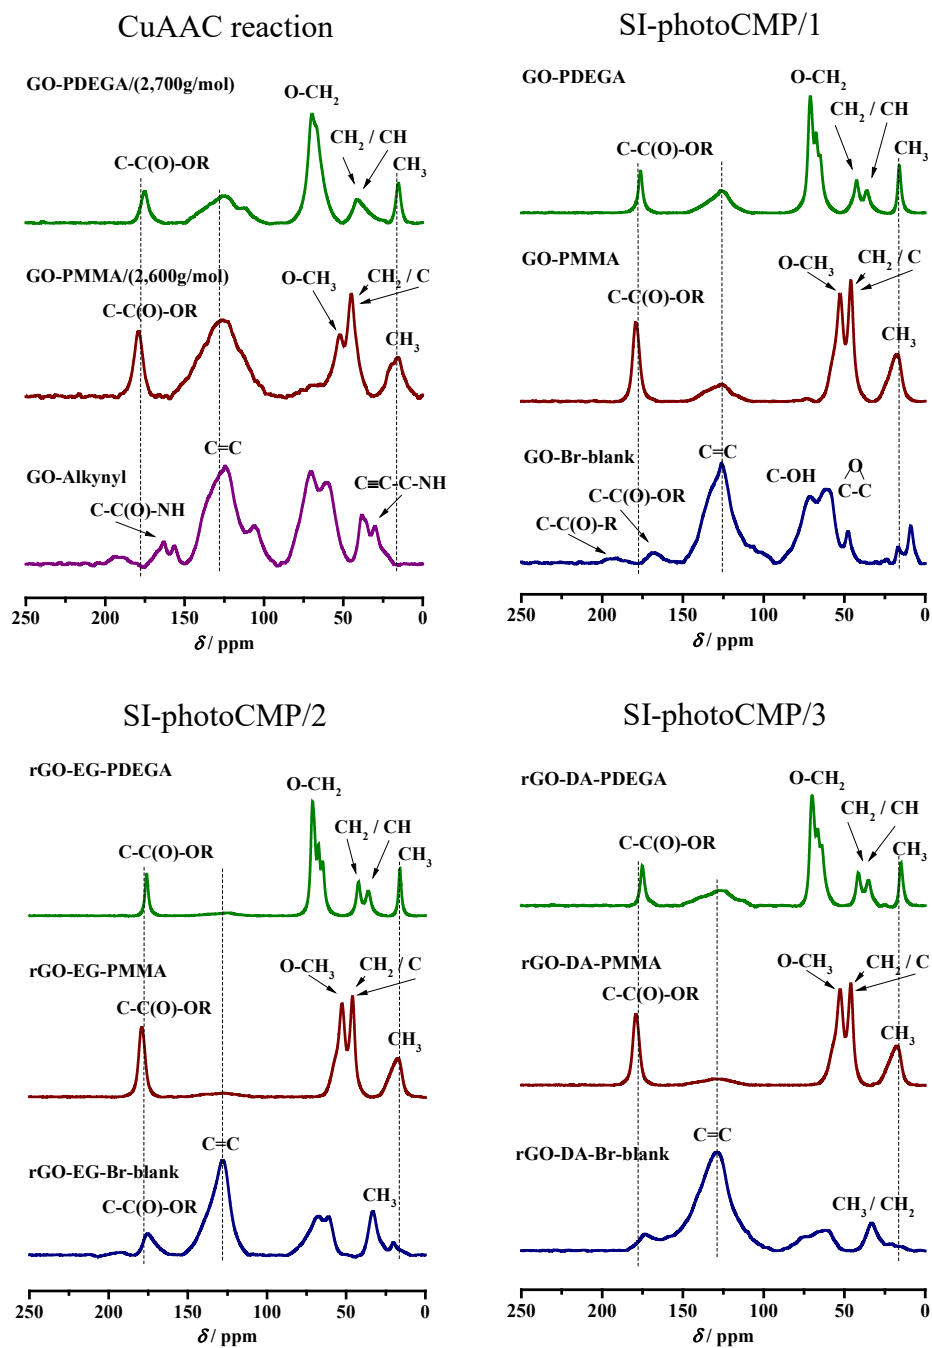 CuAAC reaction
GO-PDEGA/(2,700g/mol)
O-CH₂
CH₂ / CH
C-C(O)-OR
CH₃
GO-PMMA/(2,600g/mol)
O-CH₃
CH₂ / C
C-C(O)-OR
CH₃
C=C
GO-Alkynyl
C≡C-C-NH
C-C(O)-NH
250 200 150 100 50 0
δ / ppm
SI-photoCMP/1
GO-PDEGA
O-CH₂
CH₂ / CH
C-C(O)-OR
CH₃
GO-PMMA
O-CH₃
CH₂ / C
C-C(O)-OR
CH₃
C=C
GO-Br-blank
C-OH
O
C-C
C-C(O)-OR
C-C(O)-R
250 200 150 100 50 0
δ / ppm
SI-photoCMP/2
rGO-EG-PDEGA
O-CH₂
CH₂ / CH
C-C(O)-OR
CH₃
rGO-EG-PMMA
O-CH₃
CH₂ / C
C-C(O)-OR
CH₃
C=C
rGO-EG-Br-blank
C-C(O)-OR
CH₃
250 200 150 100 50 0
δ / ppm
SI-photoCMP/3
rGO-DA-PDEGA
O-CH₂
CH₂ / CH
C-C(O)-OR
CH₃
rGO-DA-PMMA
O-CH₃
CH₂ / C
C-C(O)-OR
CH₃
C=C
rGO-DA-Br-blank
CH₃ / CH₂
250 200 150 100 50 0
δ / ppm